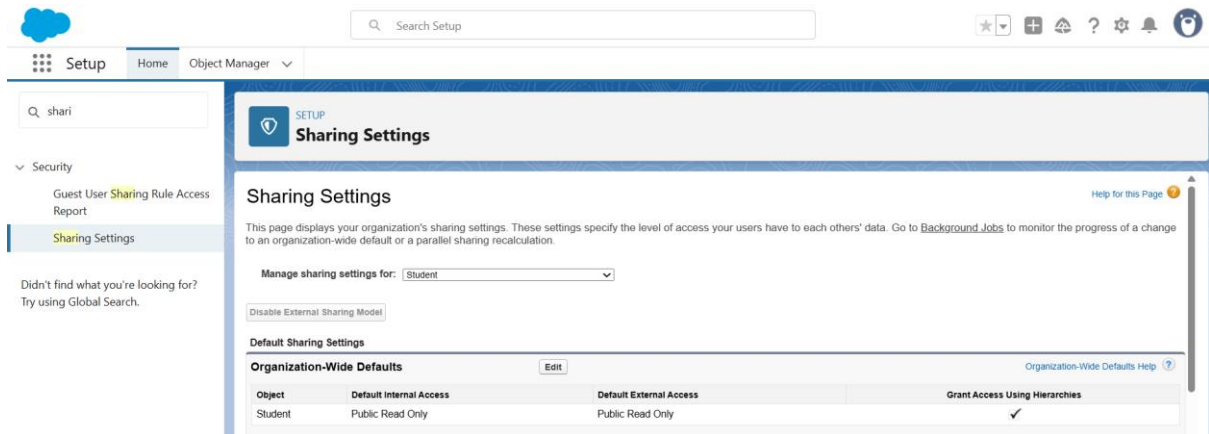 Search Setup
Setup Home Object Manager
shari
Security
Guest User Sharing Rule Access
Report
Sharing Settings
Didn't find what you're looking for?
Try using Global Search.
SETUP
Sharing Settings
Sharing Settings
Help for this Page
This page displays your organization's sharing settings. These settings specify the level of access your users have to each others' data. Go to Background Jobs to monitor the progress of a change
to an organization-wide default or a parallel sharing recalculation.
Manage sharing settings for: Student
Disable External Sharing Model
Default Sharing Settings
Organization-Wide Defaults Edit Organization-Wide Defaults Help ?
Object Default Internal Access Default External Access Grant Access Using Hierarchies
Student Public Read Only Public Read Only ✓